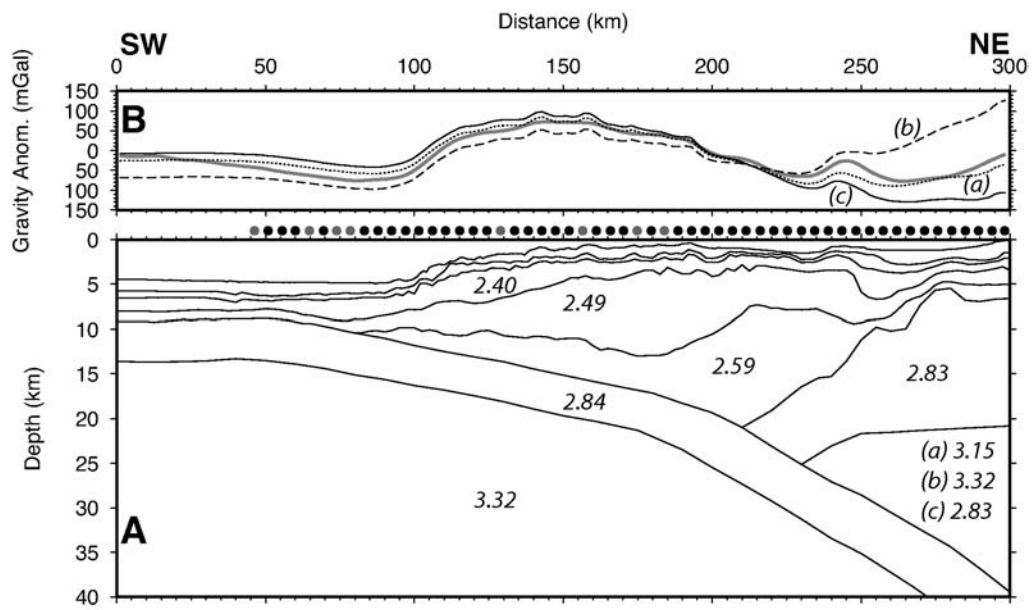 Distance (km)
SW
NE
0 50 100 150 200 250 300
Gravity Anom. (mGal)
150
100
50
0
50
100
150
B
(b)
(a)
(c)
Depth (km)
0
5
10
15
20
25
30
35
40
2.40
2.49
2.59
2.83
2.84
(a) 3.15
(b) 3.32
(c) 2.83
3.32
A